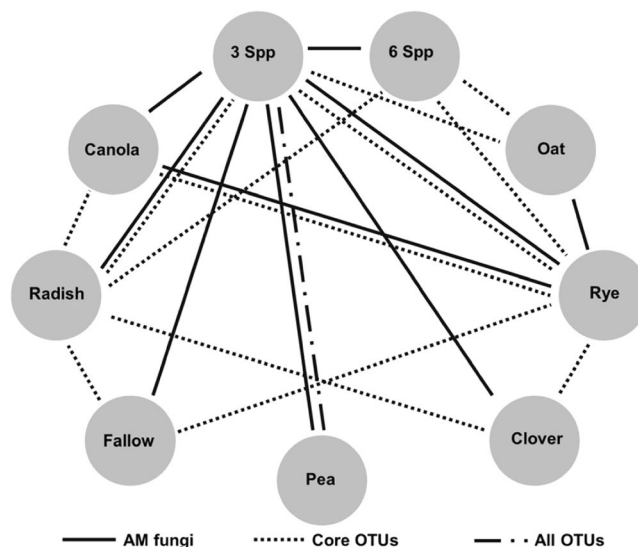 3 Spp
6 Spp
Canola
Oat
Radish
Rye
Fallow
Clover
Pea
AM fungi
Core OTUs
All OTUs